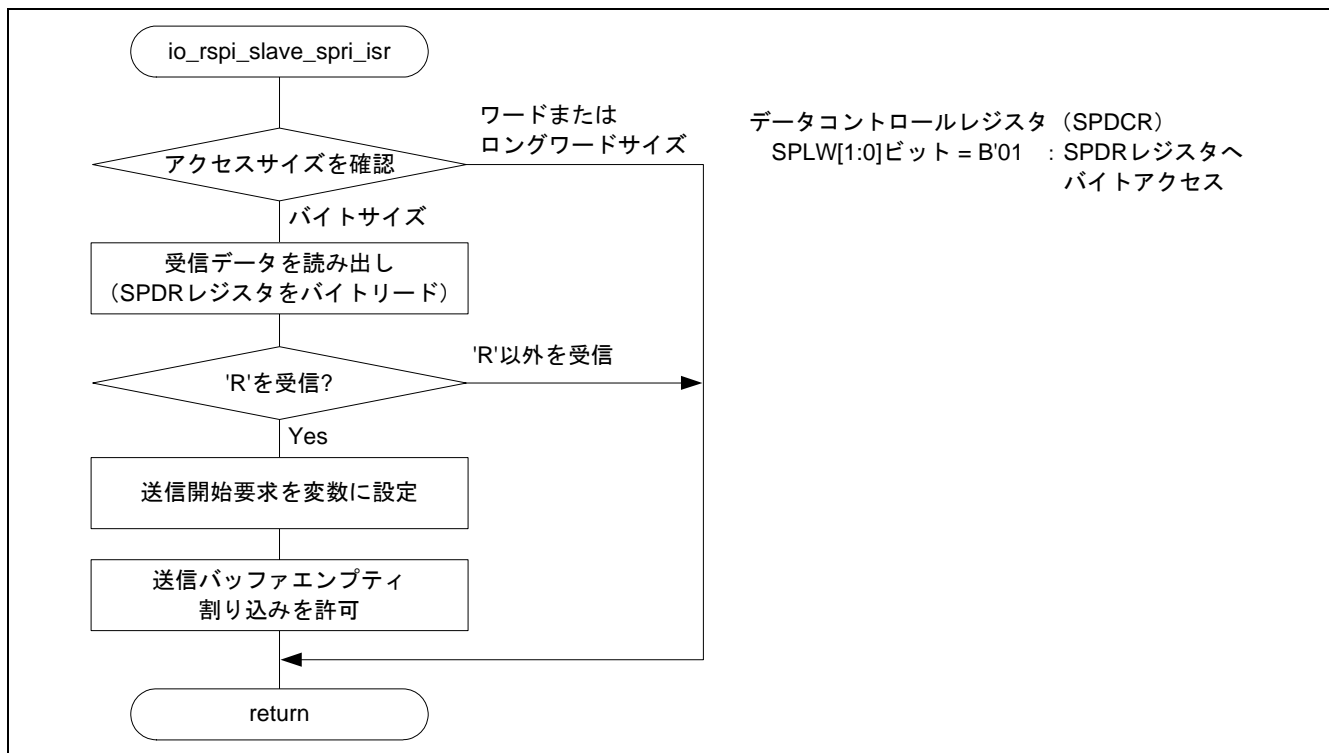 io_rspi_slave_spri_isr
ワードまたは
ロングワードサイズ
アクセスサイズを確認
バイトサイズ
データコントロールレジスタ（SPDCR）
SPLW[1:0]ビット = B'01 ：SPDRレジスタへ
バイトアクセス
受信データを読み出し
（SPDRレジスタをバイトリード）
'R'以外を受信
'R'を受信?
Yes
送信開始要求を変数に設定
送信バッファエンプティ
割り込みを許可
return